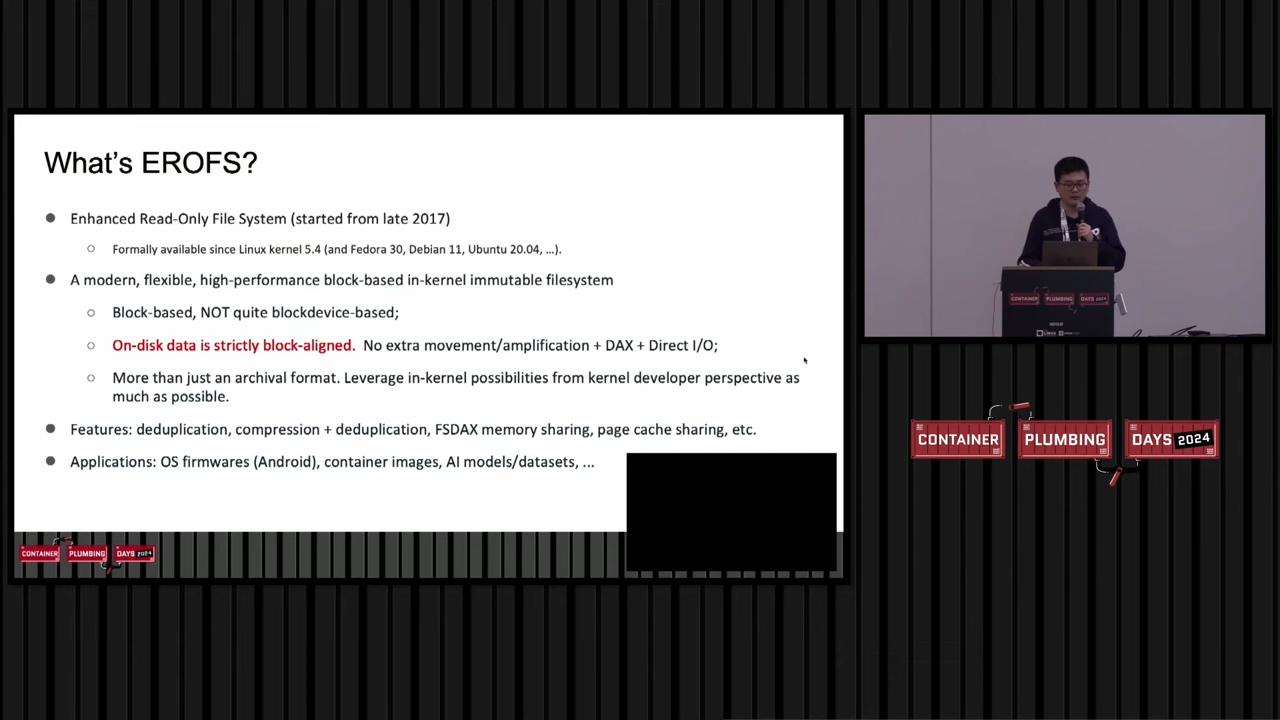 What's EROFS?
● Enhanced Read-Only File System (started from late 2017)
○ Formally available since Linux kernel 5.4 (and Fedora 30, Debian 11, Ubuntu 20.04, ...).
● A modern, flexible, high-performance block-based in-kernel immutable filesystem
○ Block-based, NOT quite blockdevice-based;
○ On-disk data is strictly block-aligned. No extra movement/amplification + DAX + Direct I/O;
○ More than just an archival format. Leverage in-kernel possibilities from kernel developer perspective as
much as possible.
● Features: deduplication, compression + deduplication, FSDAX memory sharing, page cache sharing, etc.
● Applications: OS firmwares (Android), container images, AI models/datasets, ...
CONTAINER PLUMBING DAYS 2024
CONTAINER PLUMBING DAYS 2024
CONTAINER PLUMBING DAYS 2024